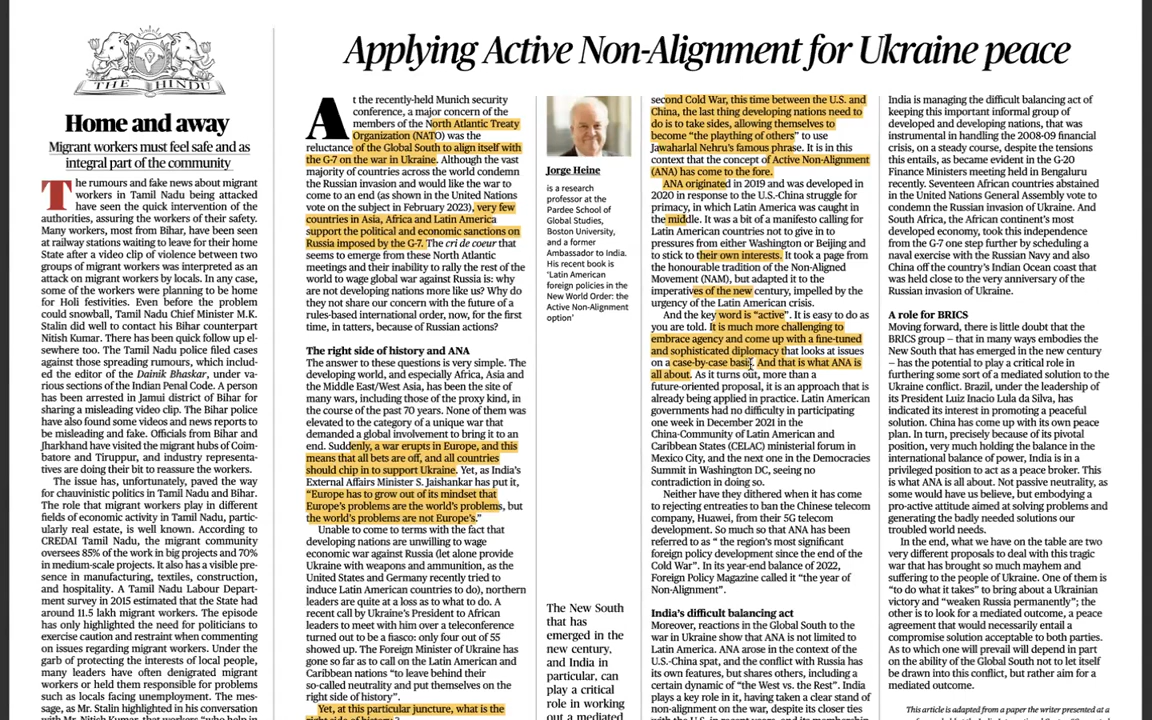 THE HINDU
Home and away
Migrant workers must feel safe and as
integral part of the community
The rumours and fake news about migrant
workers in Tamil Nadu being attacked
have seen the quick intervention of the
authorities, assuring the workers of their safety.
Many workers, most from Bihar, have been seen
at railway stations waiting to leave for their home
State after a video clip of violence between two
groups of migrant workers was interpreted as an
attack on migrant workers by locals. In any case,
some of the workers were planning to be home
for Holi festivities. Even before the problem
could snowball, Tamil Nadu Chief Minister M.K.
Stalin did well to contact his Bihar counterpart
Nitish Kumar. There has been quick follow up el-
sewhere too. The Tamil Nadu police filed cases
against those spreading rumours, which includ-
ed the editor of the Dainik Bhaskar, under va-
rious sections of the Indian Penal Code. A person
has been arrested in Jamui district of Bihar for
sharing a misleading video clip. The Bihar police
have also found some videos and news reports to
be misleading and fake. Officials from Bihar and
Jharkhand have visited the migrant hubs of Coim-
batore and Tiruppur, and industry representa-
tives are doing their bit to reassure the workers.
The issue has, unfortunately, paved the way
for chauvinistic politics in Tamil Nadu and Bihar.
The role that migrant workers play in different
fields of economic activity in Tamil Nadu, partic-
ularly real estate, is well known. According to
CREDAI Tamil Nadu, the migrant community
oversees 85% of the work in big projects and 70%
in medium-scale projects. It also has a visible pre-
sence in manufacturing, textiles, construction,
and hospitality. A Tamil Nadu Labour Depart-
ment survey in 2015 estimated that the State had
around 11.5 lakh migrant workers. The episode
has only highlighted the need for politicians to
exercise caution and restraint when commenting
on issues regarding migrant workers. Under the
garb of protecting the interests of local people,
many leaders have often denigrated migrant
workers or held them responsible for problems
such as locals facing unemployment. The mes-
sage, as Mr. Stalin highlighted in his conversation
with Mr. Nitish Kumar, that workers "who help in
Applying Active Non-Alignment for Ukraine peace
At the recently-held Munich security
conference, a major concern of the
members of the North Atlantic Treaty
Organization (NATO) was the
reluctance of the Global South to align itself with
the G-7 on the war in Ukraine. Although the vast
majority of countries across the world condemn
the Russian invasion and would like the war to
come to an end (as shown in the United Nations
vote on the subject in February 2023), very few
countries in Asia, Africa and Latin America
support the political and economic sanctions on
Russia imposed by the G-7. The cri de coeur that
seems to emerge from these North Atlantic
meetings and their inability to rally the rest of the
world to wage global war against Russia is: why
are not developing nations more like us? Why do
they not share our concern with the future of a
rules-based international order, now, for the first
time, in tatters, because of Russian actions?
The right side of history and ANA
The answer to these questions is very simple. The
developing world, and especially Africa, Asia and
the Middle East/West Asia, has been the site of
many wars, including those of the proxy kind, in
the course of the past 70 years. None of them was
elevated to the category of a unique war that
demanded a global involvement to bring it to an
end. Suddenly, a war erupts in Europe, and this
means that all bets are off, and all countries
should chip in to support Ukraine. Yet, as India's
External Affairs Minister S. Jaishankar has put it,
"Europe has to grow out of its mindset that
Europe's problems are the world's problems, but
the world's problems are not Europe's."
Unable to come to terms with the fact that
developing nations are unwilling to wage
economic war against Russia (let alone provide
Ukraine with weapons and ammunition, as the
United States and Germany recently tried to
induce Latin American countries to do), northern
leaders are quite at a loss as to what to do. A
recent call by Ukraine's President to African
leaders to meet with him over a teleconference
turned out to be a fiasco: only four out of 55
showed up. The Foreign Minister of Ukraine has
gone so far as to call on the Latin American and
Caribbean nations "to leave behind their
so-called neutrality and put themselves on the
right side of history".
Yet, at this particular juncture, what is the
right side of history?
Jorge Heine
is a research
professor at the
Pardee School of
Global Studies,
Boston University,
and a former
Ambassador to India.
His recent book is
'Latin American
foreign policies in the
New World Order: the
Active Non-Alignment
option'
The New South
that has
emerged in the
new century,
and India in
particular, can
play a critical
role in working
out a mediated
second Cold War, this time between the U.S. and
China, the last thing developing nations need to
do is to take sides, allowing themselves to
become "the plaything of others" to use
Jawaharlal Nehru's famous phrase. It is in this
context that the concept of Active Non-Alignment
(ANA) has come to the fore.
ANA originated in 2019 and was developed in
2020 in response to the U.S.-China struggle for
primacy, in which Latin America was caught in
the middle. It was a bit of a manifesto calling for
Latin American countries not to give in to
pressures from either Washington or Beijing and
to stick to their own interests. It took a page from
the honourable tradition of the Non-Aligned
Movement (NAM), but adapted it to the
imperatives of the new century, impelled by the
urgency of the Latin American crisis.
And the key word is "active". It is easy to do as
you are told. It is much more challenging to
embrace agency and come up with a fine-tuned
and sophisticated diplomacy that looks at issues
on a case-by-case basis. And that is what ANA is
all about. As it turns out, more than a
future-oriented proposal, it is an approach that is
already being applied in practice. Latin American
governments had no difficulty in participating
one week in December 2021 in the
China-Community of Latin American and
Caribbean States (CELAC) ministerial forum in
Mexico City, and the next one in the Democracies
Summit in Washington DC, seeing no
contradiction in doing so.
Neither have they dithered when it has come
to rejecting entreaties to ban the Chinese telecom
company, Huawei, from their 5G telecom
development. So much so that ANA has been
referred to as " the region's most significant
foreign policy development since the end of the
Cold War". In its year-end balance of 2022,
Foreign Policy Magazine called it "the year of
Non-Alignment".
India's difficult balancing act
Moreover, reactions in the Global South to the
war in Ukraine show that ANA is not limited to
Latin America. ANA arose in the context of the
U.S.-China spat, and the conflict with Russia has
its own features, but shares others, including a
certain dynamic of "the West vs. the Rest". India
plays a key role in it, having taken a clear stand of
non-alignment on the war, despite its closer ties
with the U.S. in recent years, and its membership
India is managing the difficult balancing act of
keeping this important informal group of
developed and developing nations, that was
instrumental in handling the 2008-09 financial
crisis, on a steady course, despite the tensions
this entails, as became evident in the G-20
Finance Ministers meeting held in Bengaluru
recently. Seventeen African countries abstained
in the United Nations General Assembly vote to
condemn the Russian invasion of Ukraine. And
South Africa, the African continent's most
developed economy, took this independence
from the G-7 one step further by scheduling a
naval exercise with the Russian Navy and also
China off the country's Indian Ocean coast that
was held close to the very anniversary of the
Russian invasion of Ukraine.
A role for BRICS
Moving forward, there is little doubt that the
BRICS group – that in many ways embodies the
New South that has emerged in the new century
– has the potential to play a critical role in
furthering some sort of a mediated solution to the
Ukraine conflict. Brazil, under the leadership of
its President Luiz Inacio Lula da Silva, has
indicated its interest in promoting a peaceful
solution. China has come up with its own peace
plan. In turn, precisely because of its pivotal
position, very much holding the balance in the
international balance of power, India is in a
privileged position to act as a peace broker. This
is what ANA is all about. Not passive neutrality, as
some would have us believe, but embodying a
pro-active attitude aimed at solving problems and
generating the badly needed solutions our
troubled world needs.
In the end, what we have on the table are two
very different proposals to deal with this tragic
war that has brought so much mayhem and
suffering to the people of Ukraine. One of them is
"to do what it takes" to bring about a Ukrainian
victory and "weaken Russia permanently"; the
other is to look for a mediated outcome, a peace
agreement that would necessarily entail a
compromise solution acceptable to both parties.
As to which one will prevail will depend in part
on the ability of the Global South not to let itself
be drawn into this conflict, but rather aim for a
mediated outcome.
This article is adapted from a paper the writer presented at a